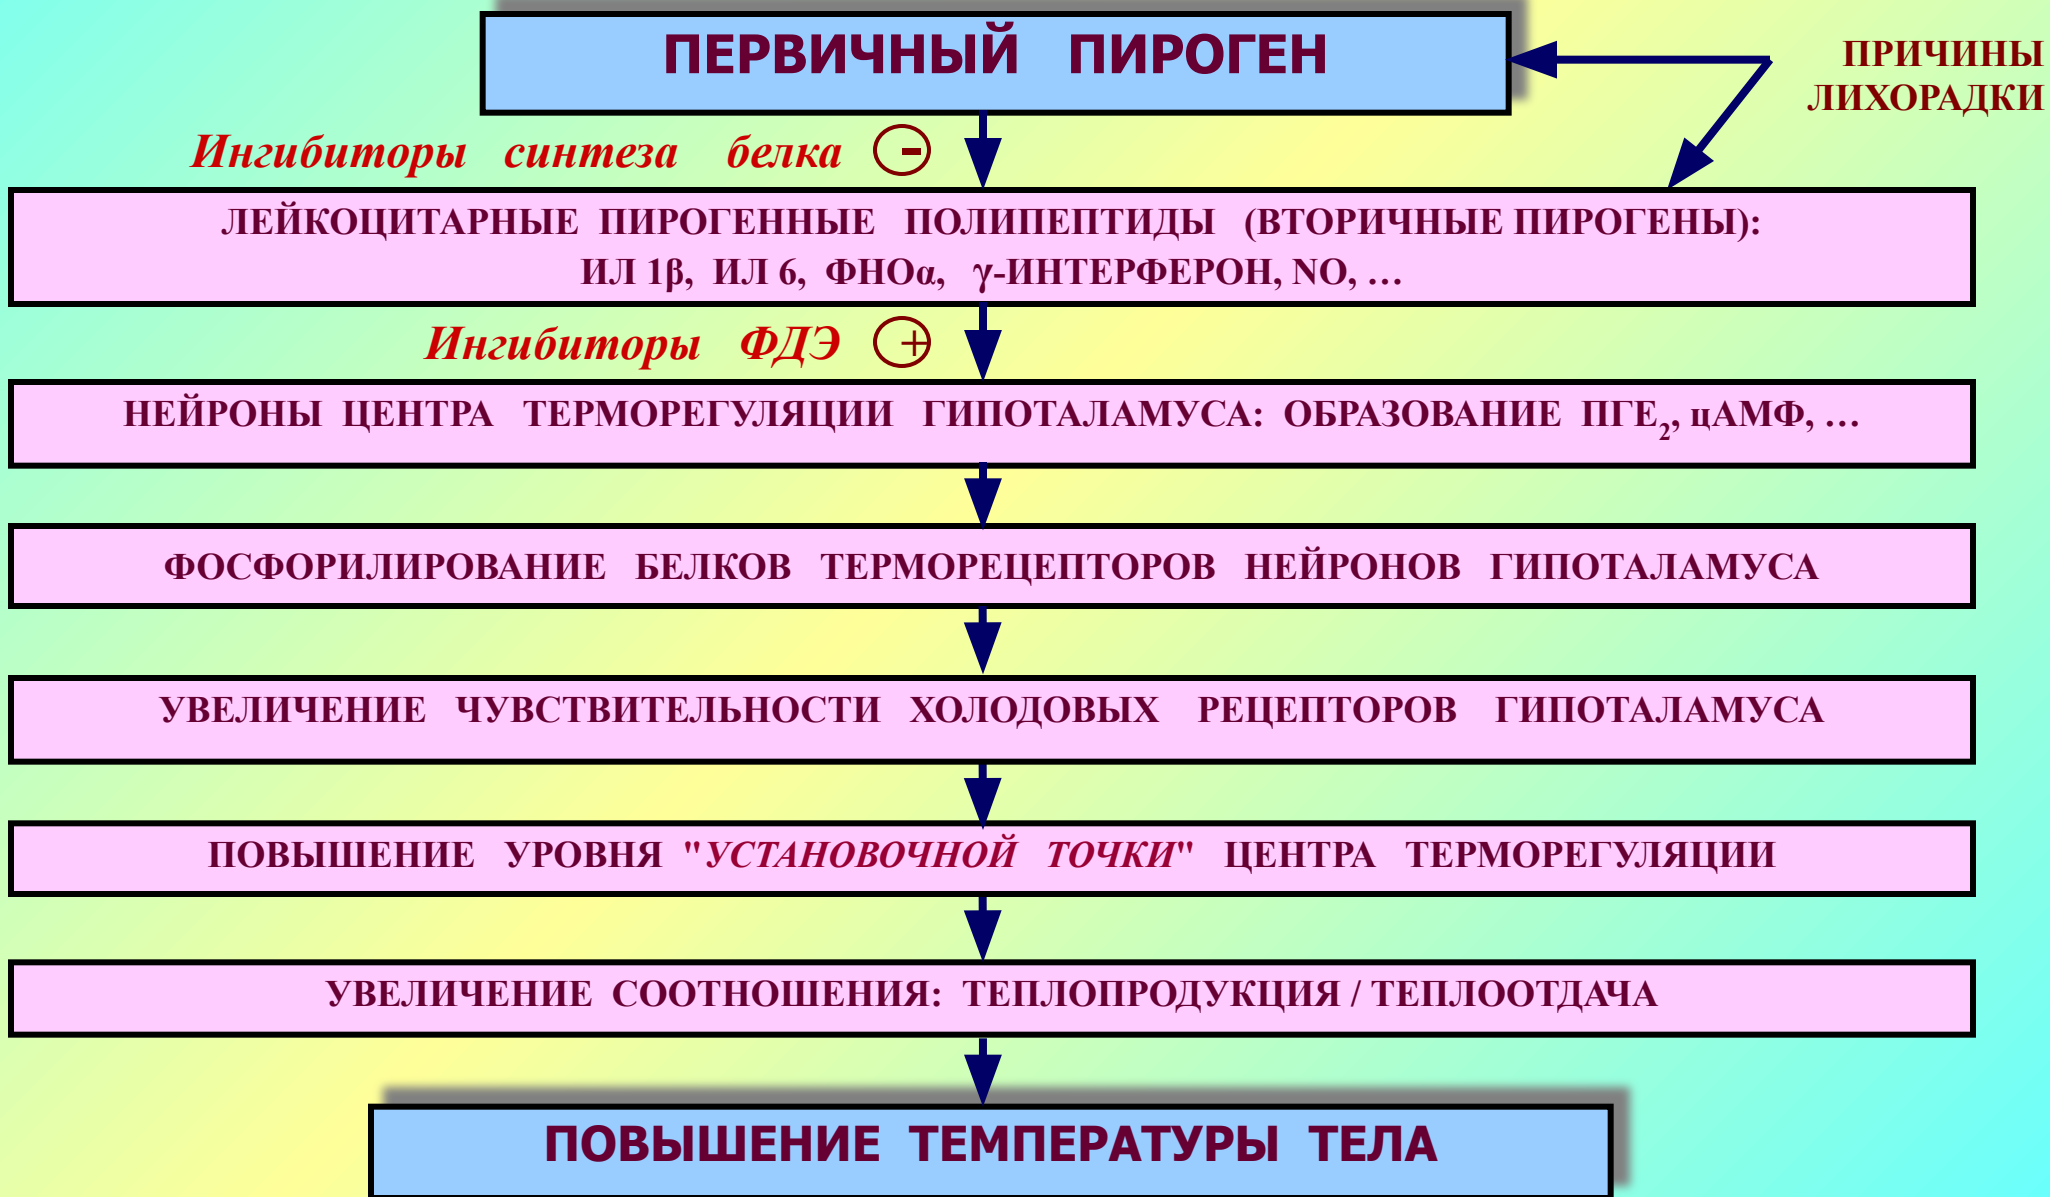 ПЕРВИЧНЫЙ ПИРОГЕН
ПРИЧИНЫ
ЛИХОРАДКИ
Ингибиторы синтеза белка -
ЛЕЙКОЦИТАРНЫЕ ПИРОГЕННЫЕ ПОЛИПЕПТИДЫ (ВТОРИЧНЫЕ ПИРОГЕНЫ):
ИЛ 1β, ИЛ 6, ФНОα, γ-ИНТЕРФЕРОН, NO, …
Ингибиторы ФДЭ +
НЕЙРОНЫ ЦЕНТРА ТЕРМОРЕГУЛЯЦИИ ГИПОТАЛАМУСА: ОБРАЗОВАНИЕ ПГЕ₂, цАМФ, …
ФОСФОРИЛИРОВАНИЕ БЕЛКОВ ТЕРМОРЕЦЕПТОРОВ НЕЙРОНОВ ГИПОТАЛАМУСА
УВЕЛИЧЕНИЕ ЧУВСТВИТЕЛЬНОСТИ ХОЛОДОВЫХ РЕЦЕПТОРОВ ГИПОТАЛАМУСА
ПОВЫШЕНИЕ УРОВНЯ "УСТАНОВОЧНОЙ ТОЧКИ" ЦЕНТРА ТЕРМОРЕГУЛЯЦИИ
УВЕЛИЧЕНИЕ СООТНОШЕНИЯ: ТЕПЛОПРОДУКЦИЯ / ТЕПЛООТДАЧА
ПОВЫШЕНИЕ ТЕМПЕРАТУРЫ ТЕЛА